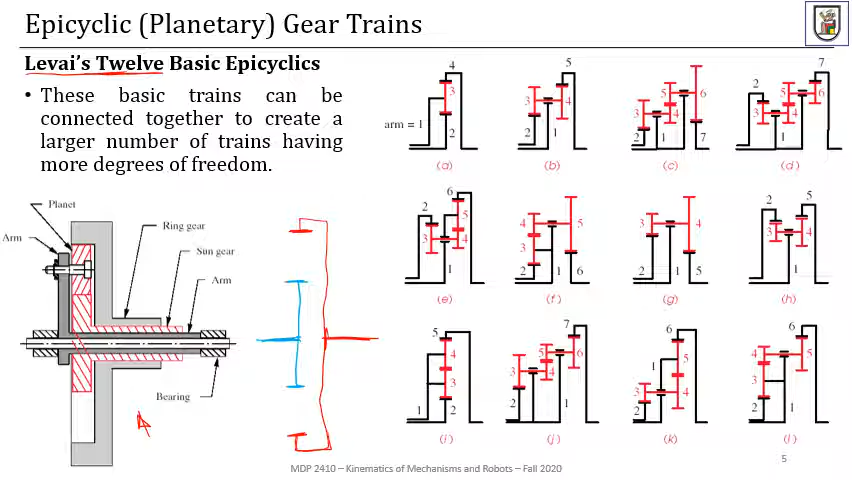 Epicyclic (Planetary) Gear Trains
Levai's Twelve Basic Epicyclics
• These basic trains can be
connected together to create a
larger number of trains having
more degrees of freedom.
Planet
Ring gear
Arm
Sun gear
Arm
Bearing
4
3
arm = 1
2
(a)
5
3
4
2
1
(b)
5
3
4
6
2
1
7
(c)
7
2
5
6
3
4
1
(d)
6
2
5
3
4
1
(e)
4
5
3
2
1
6
(f)
3
4
2
1
5
(g)
2
5
3
4
1
(h)
5
4
3
1
2
(i)
7
5
6
3
4
2
1
(j)
6
1
5
3
4
2
(k)
6
4
5
3
2
1
(l)
MDP 2410 – Kinematics of Mechanisms and Robots – Fall 2020
5